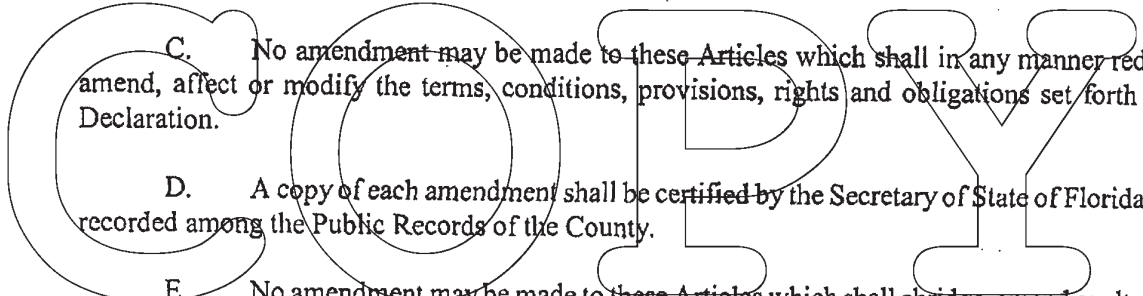 C. No amendment may be made to these Articles which shall in any manner
amend, affect or modify the terms, conditions, provisions, rights and obligations set forth
Declaration.
D. A copy of each amendment shall be certified by the Secretary of State of Florida
recorded among the Public Records of the County.
E. No amendment may be made to these Articles which shall
COPY